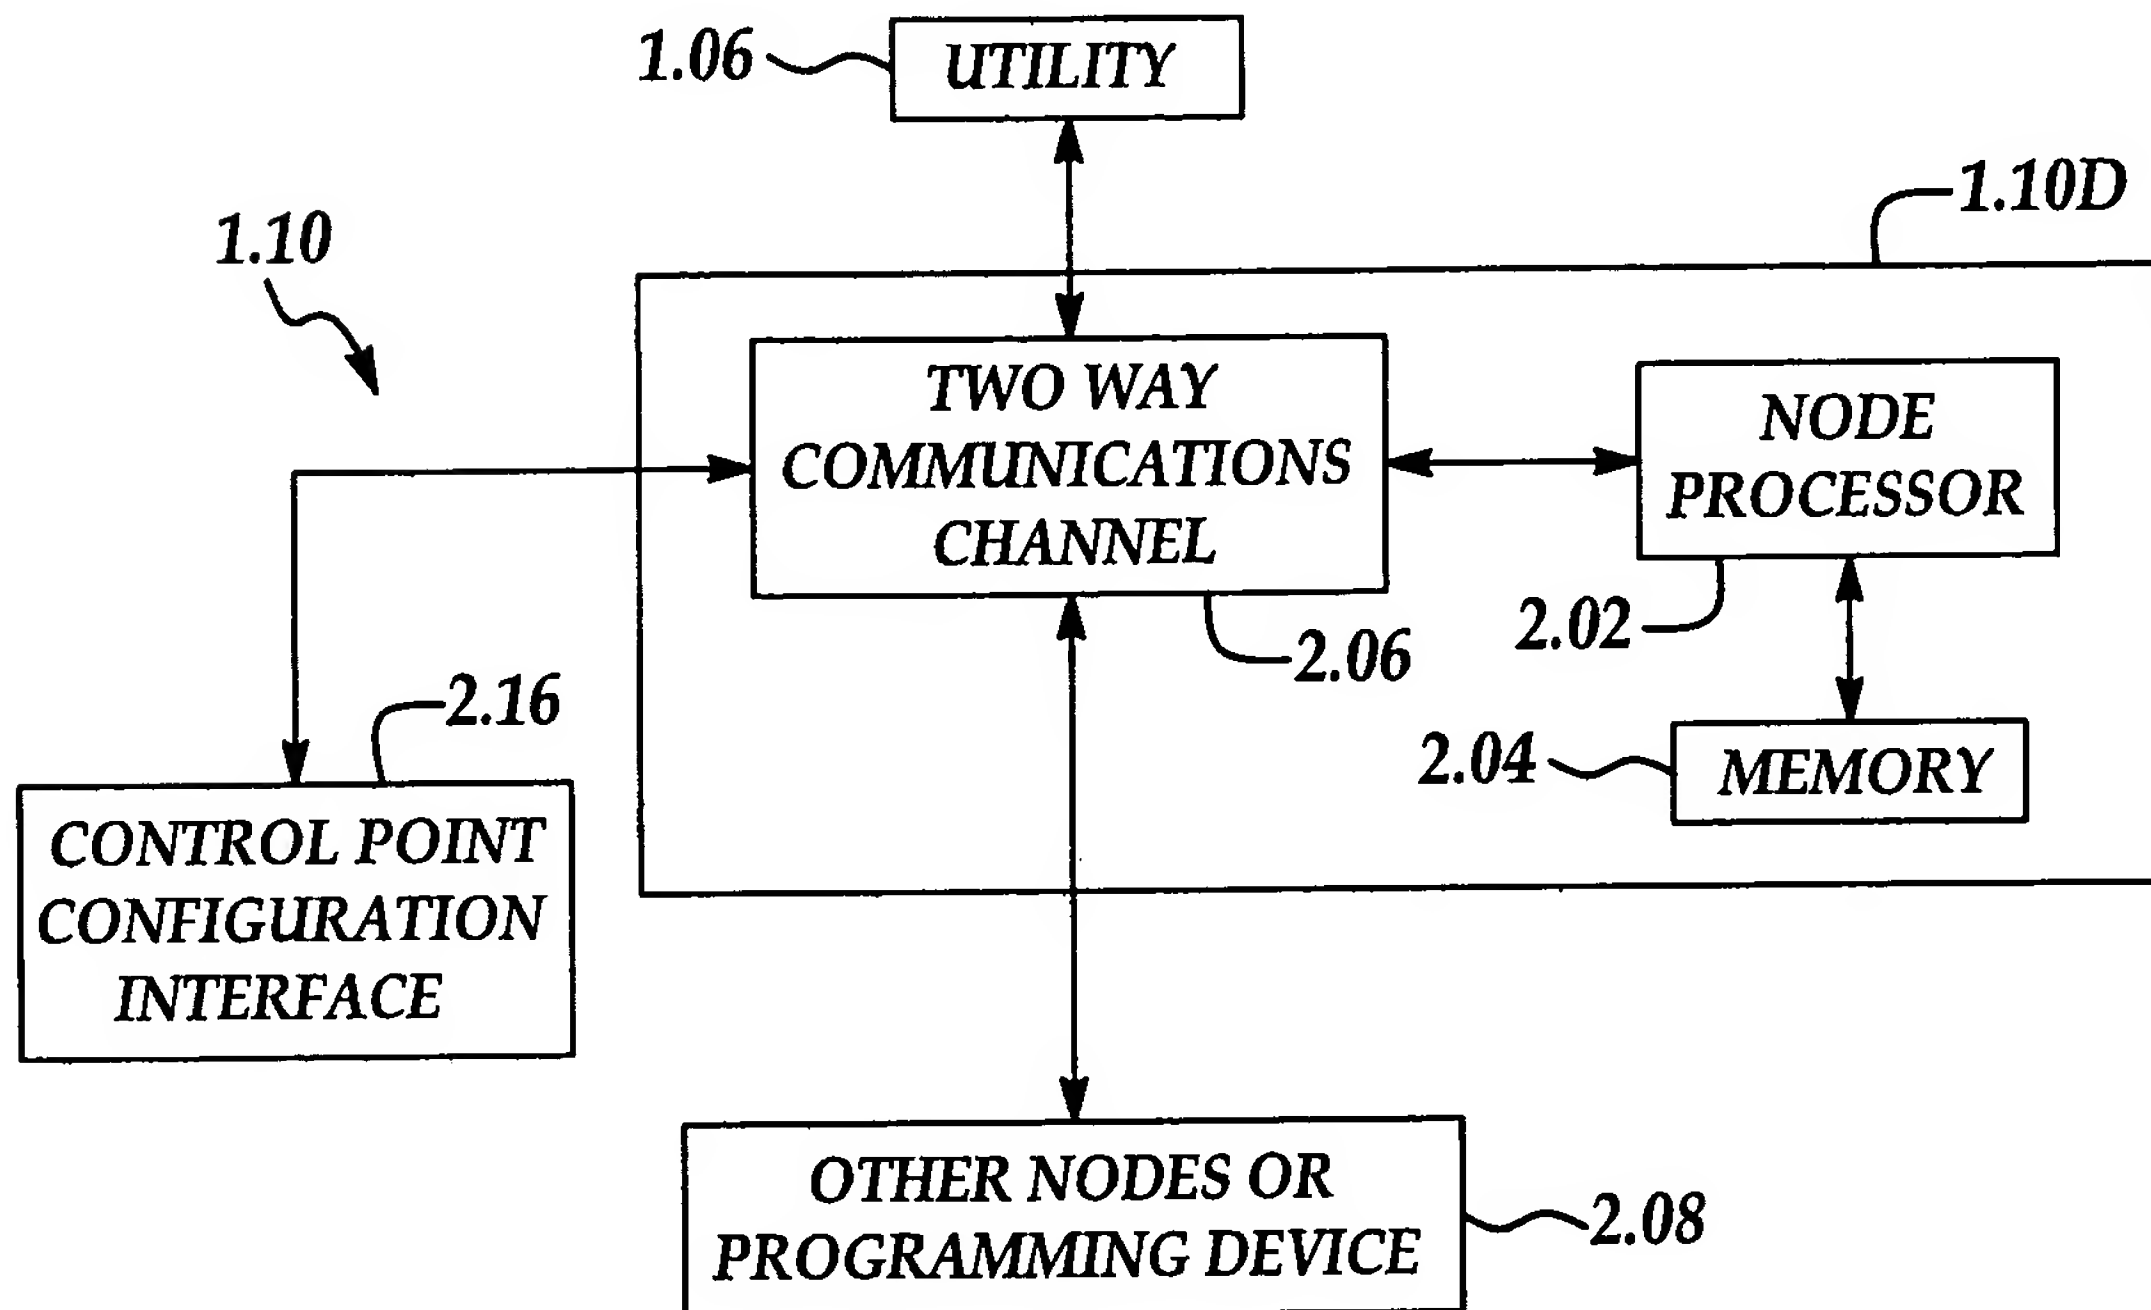 1.06
UTILITY
1.10D
1.10
TWO WAY
COMMUNICATIONS
CHANNEL
NODE
PROCESSOR
2.02
2.06
2.16
2.04
MEMORY
CONTROL POINT
CONFIGURATION
INTERFACE
OTHER NODES OR
PROGRAMMING DEVICE
2.08